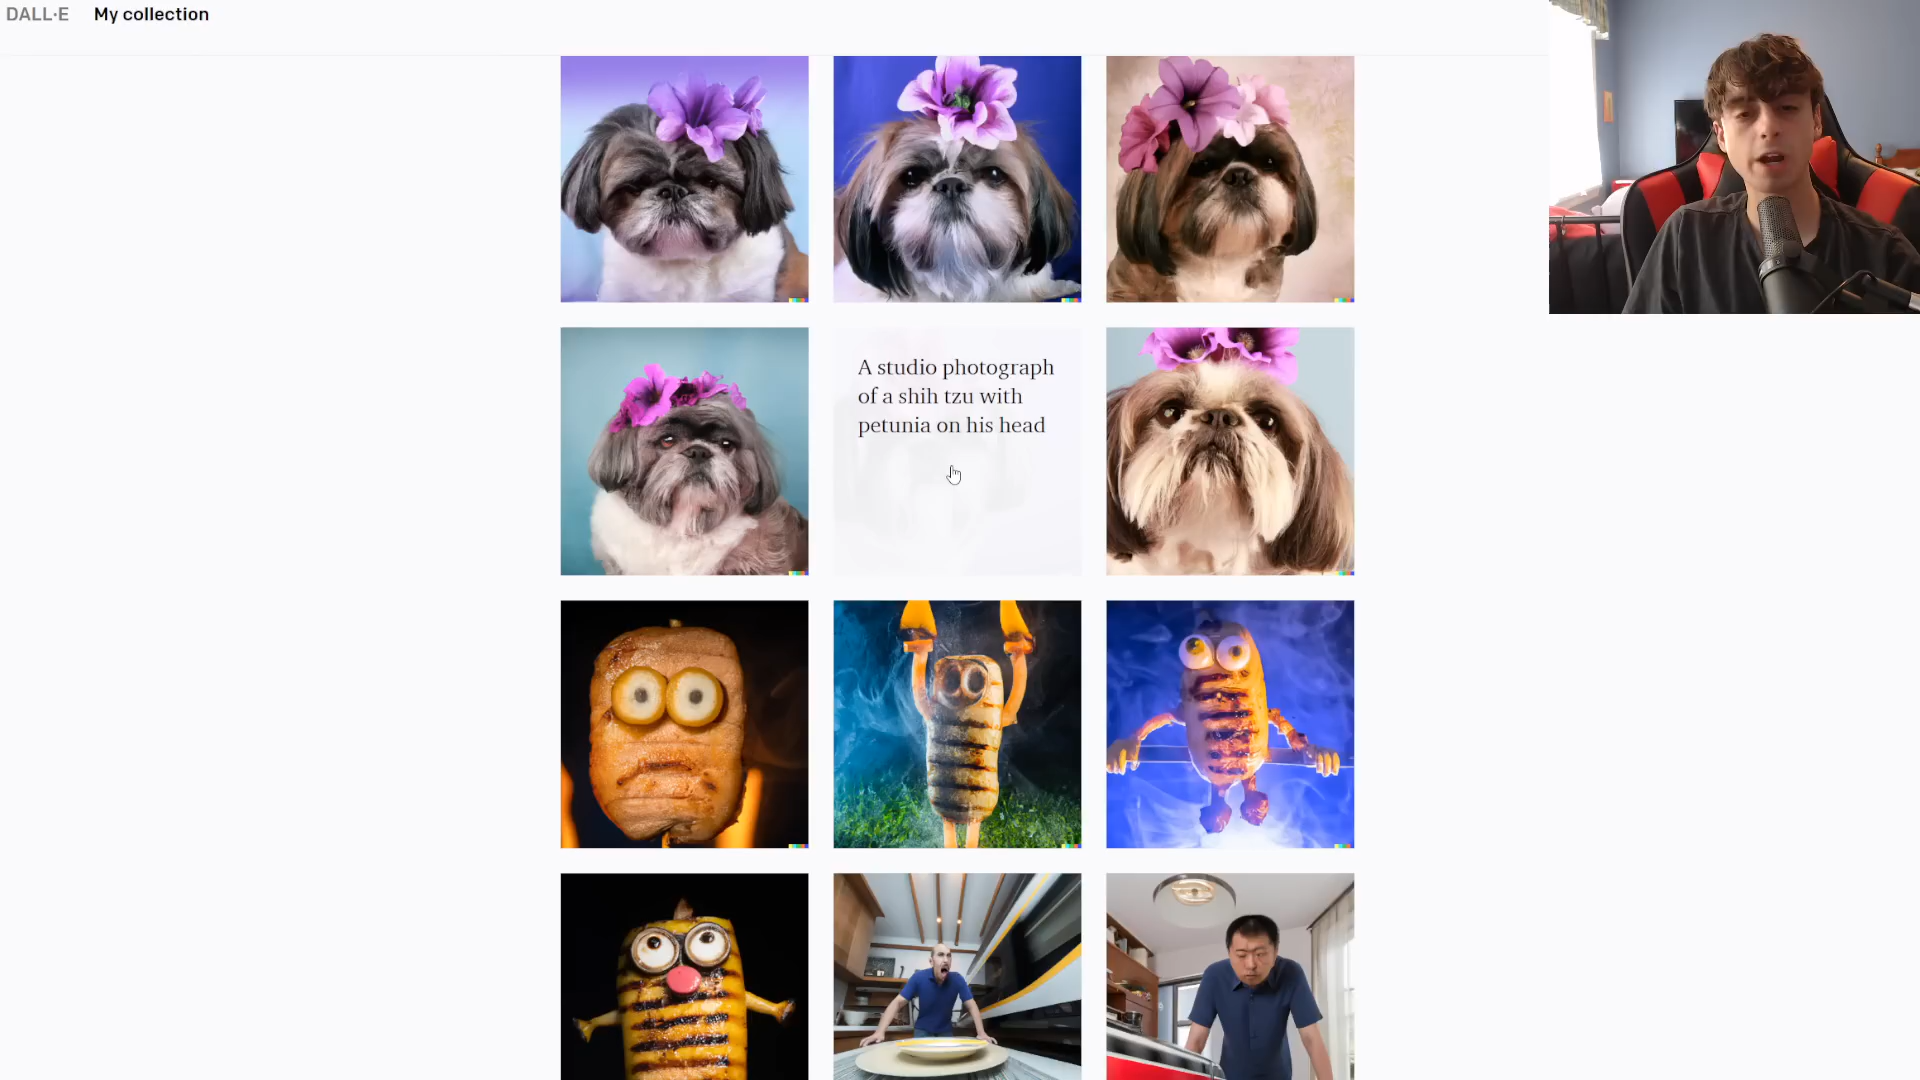 DALL·E My collection
A studio photograph
of a shih tzu with
petunia on his head